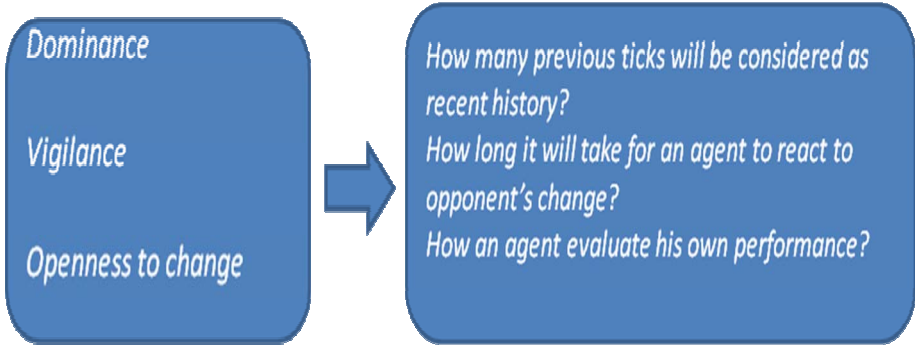 Dominance
Vigilance
Openness to change
How many previous ticks will be considered as
recent history?
How long it will take for an agent to react to
opponent's change?
How an agent evaluate his own performance?